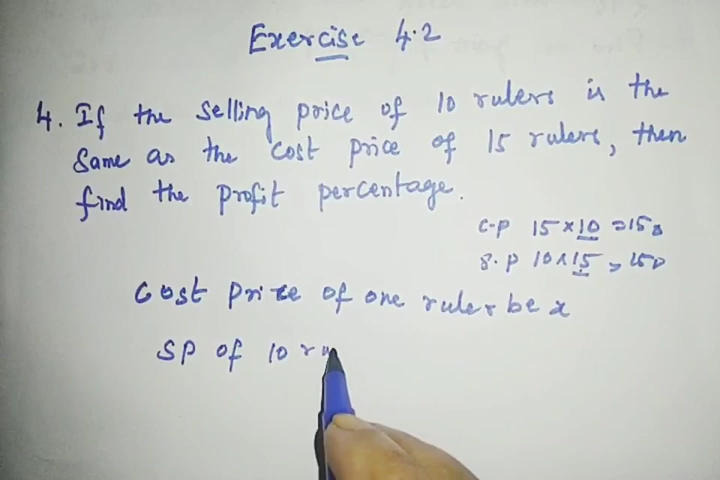 Exercise 4.2
4. If the selling price of 10 rulers is the
same as the cost price of 15 rulers, then
find the profit percentage.
C.P 15 × 10 = 150
S.P 10 × 15 = 150
Cost price of one ruler be x
SP of 10 ru